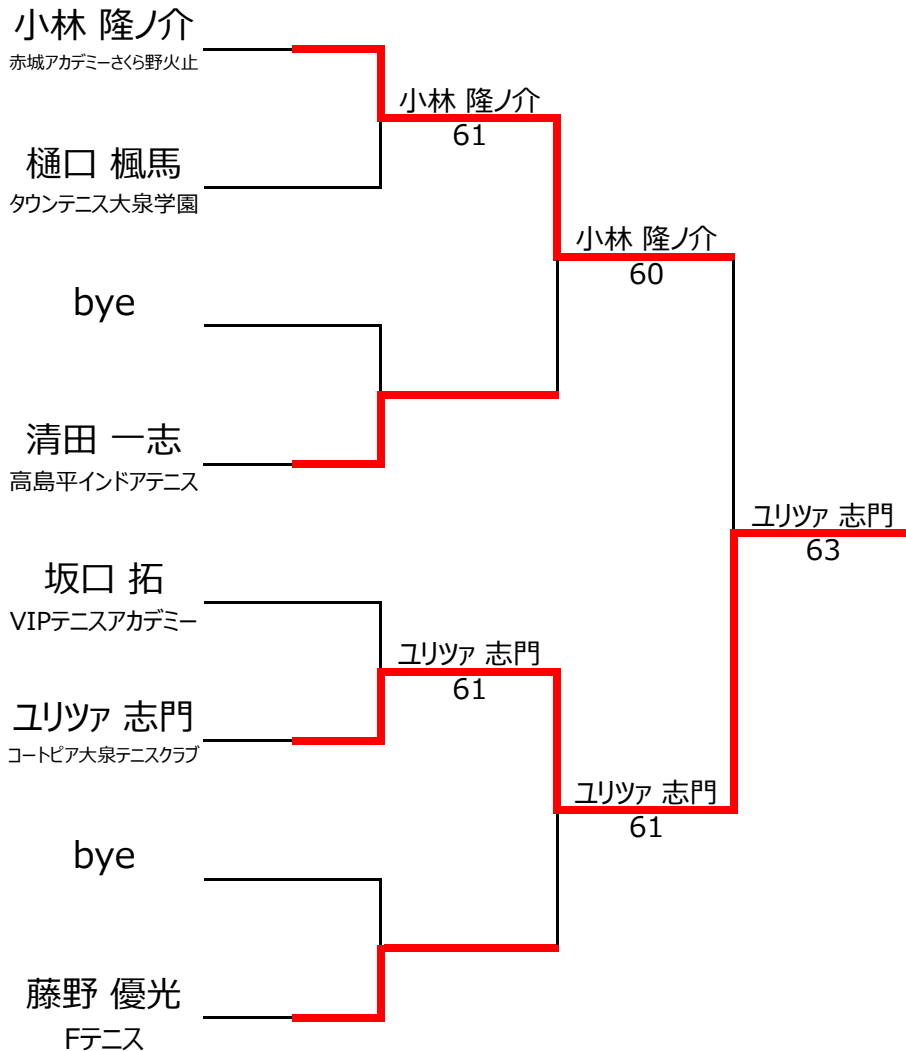 小林 隆ノ介
赤城アカデミーさくら野火止
小林 隆ノ介
61
樋口 楓馬
タウンテニス大泉学園
小林 隆ノ介
60
bye
清田 一志
高島平インドアテニス
ユリツァ 志門
63
坂口 拓
VIPテニスアカデミー
ユリツァ 志門
61
ユリツァ 志門
コートピア大泉テニスクラブ
ユリツァ 志門
61
bye
藤野 優光
Fテニス